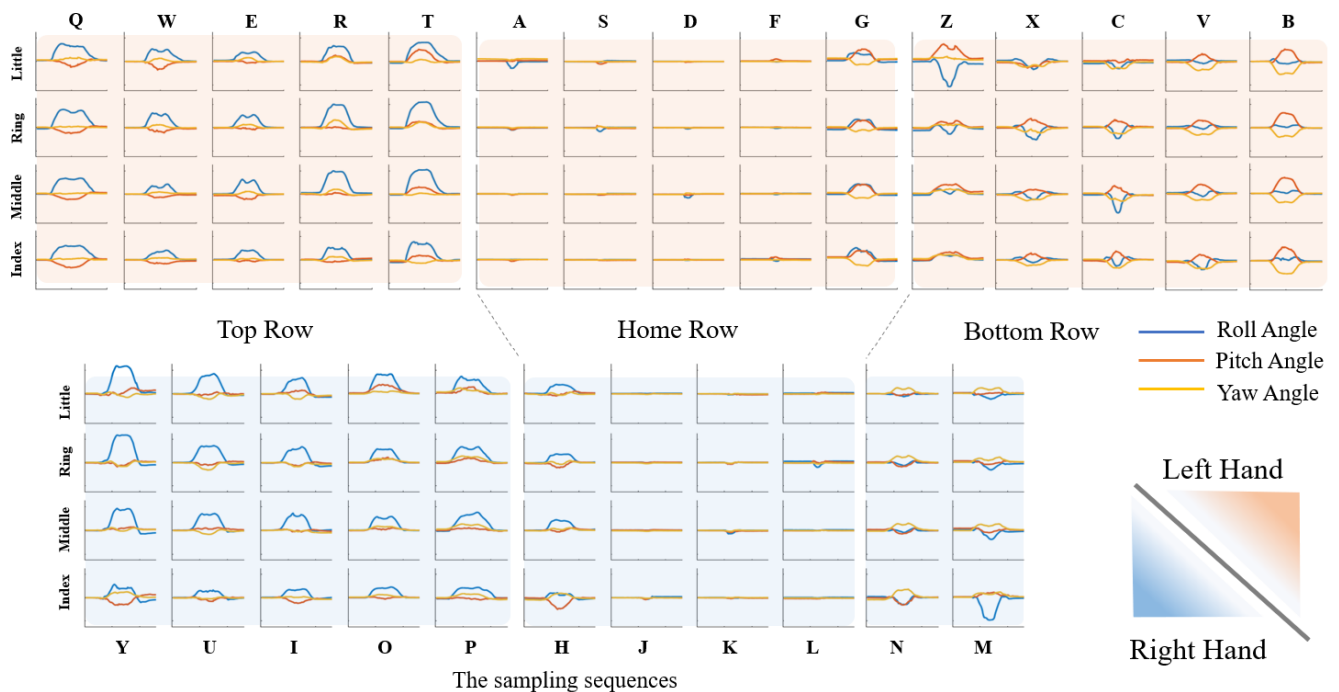 Q W E R T A S D F G Z X C V B
Little
Ring
Middle
Index
Top Row Home Row Bottom Row
Roll Angle
Pitch Angle
Yaw Angle
Little
Ring
Middle
Index
Y U I O P H J K L N M
The sampling sequences
Left Hand
Right Hand